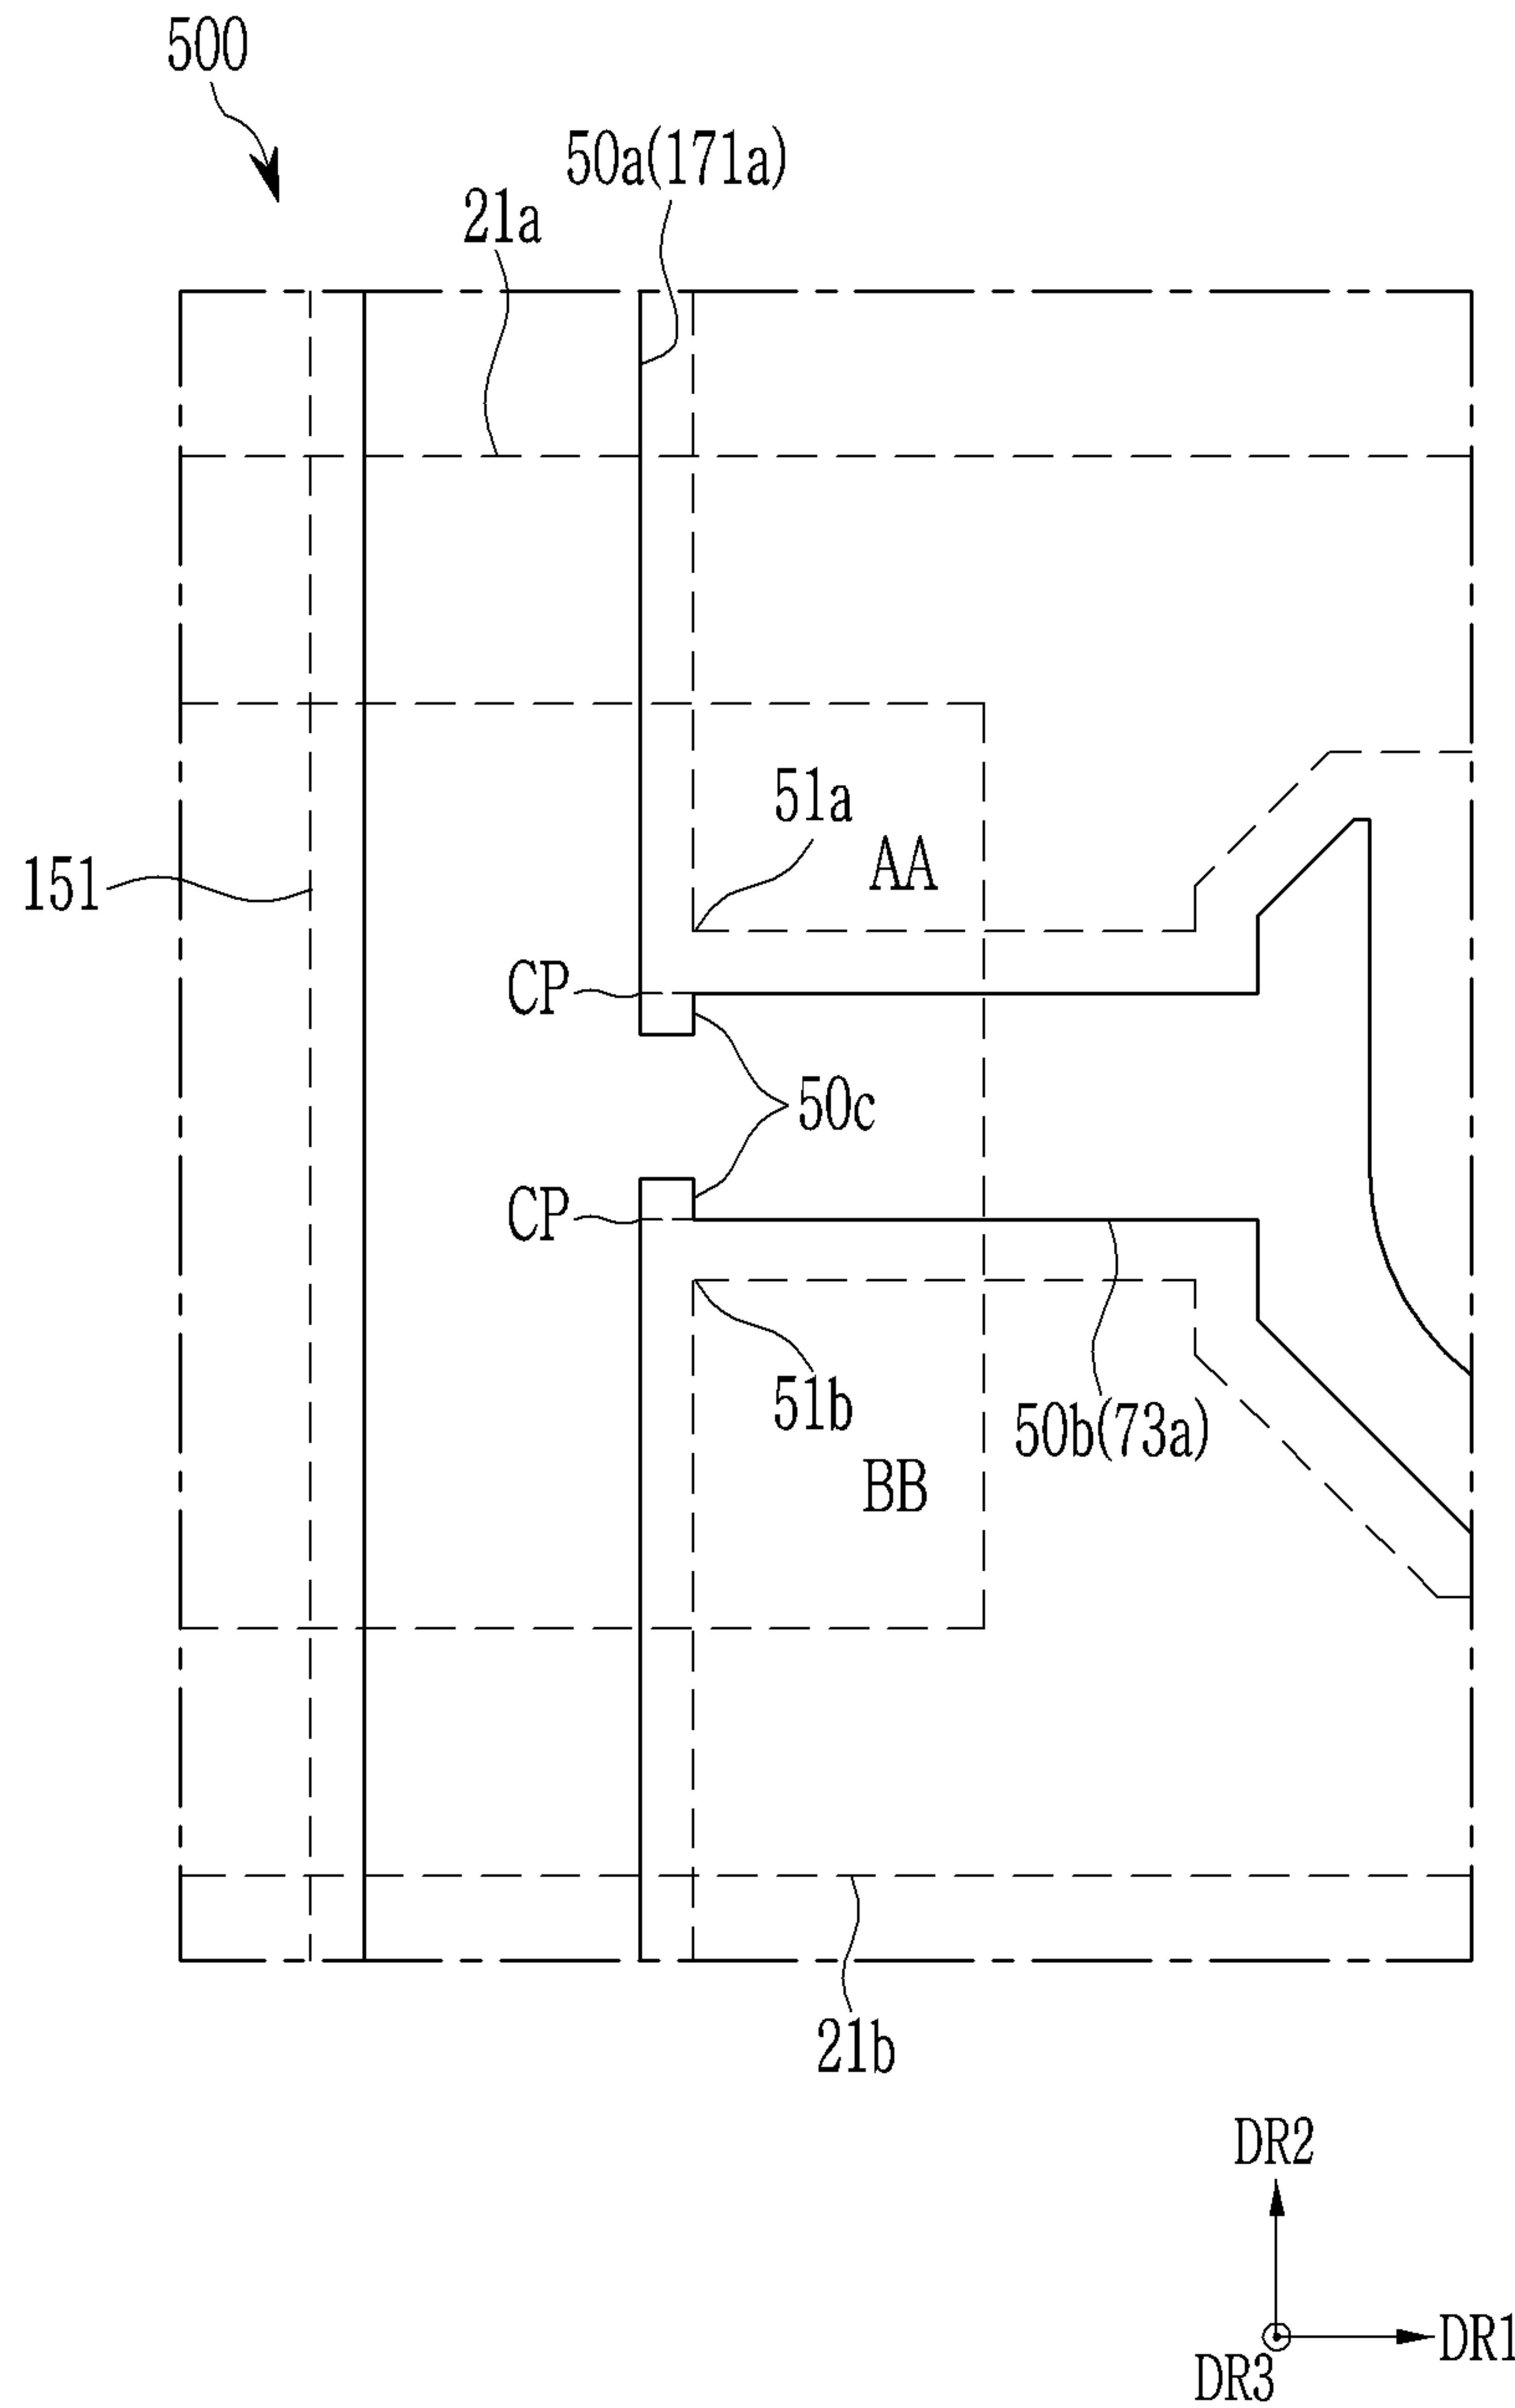 500
50a(171a)
21a
51a
AA
151
CP
50c
CP
51b
50b(73a)
BB
21b
DR2
DR1
DR3